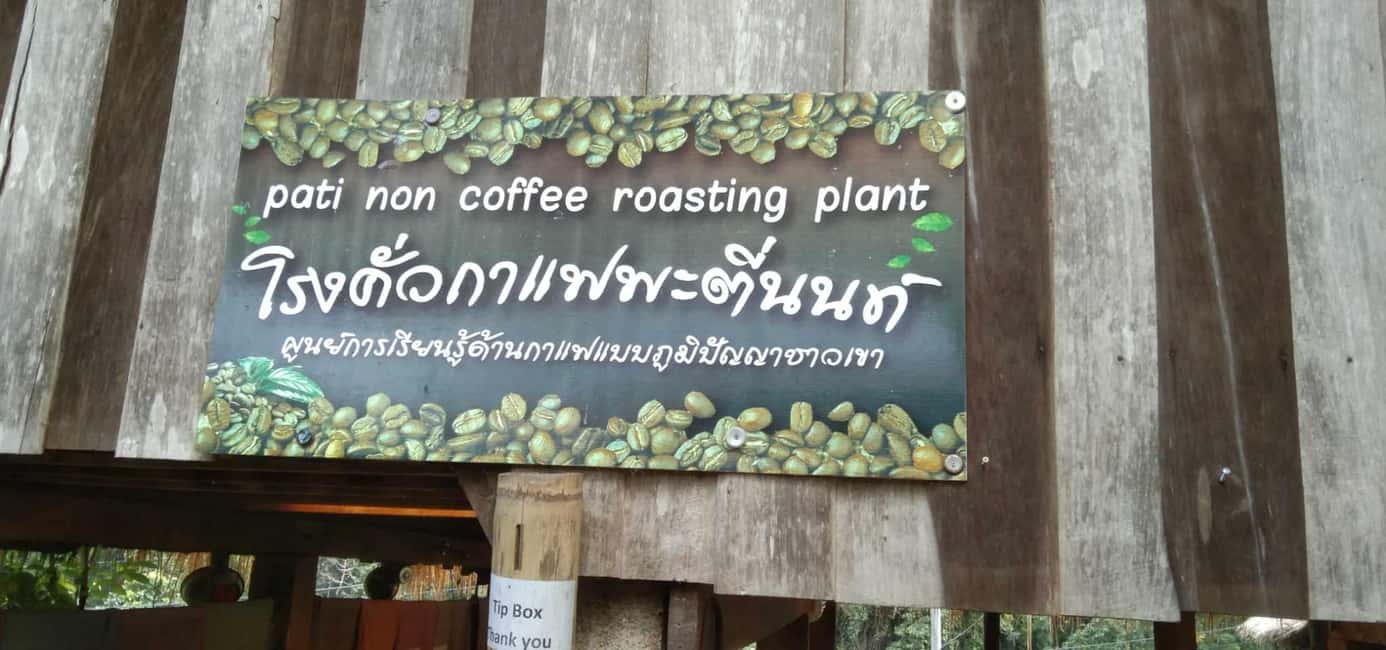 pati non coffee roasting plant
โรงคั่วกาแฟพะตี่นนท์
ศูนย์การเรียนรู้ด้านกาแฟแบบภูมิปัญญาชาวเขา
Tip Box
Thank you